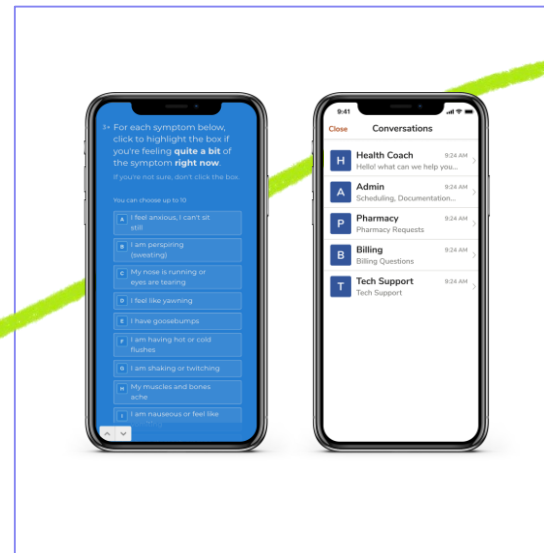 3→ For each symptom below,
click to highlight the box if
you're feeling quite a bit of
the symptom right now.
If you're not sure, don't click the box.
You can choose up to 10
A I feel anxious, I can't sit
still
B I am perspiring
(sweating)
C My nose is running or
eyes are tearing
D I feel like yawning
E I have goosebumps
F I am having hot or cold
flushes
G I am shaking or twitching
H My muscles and bones
ache
I I am nauseous or feel like
9:41
Close Conversations
H Health Coach 9:24 AM
Hello! what can we help you...
A Admin 9:24 AM
Scheduling, Documentation...
P Pharmacy 9:24 AM
Pharmacy Requests
B Billing 9:24 AM
Billing Questions
T Tech Support 9:24 AM
Tech Support